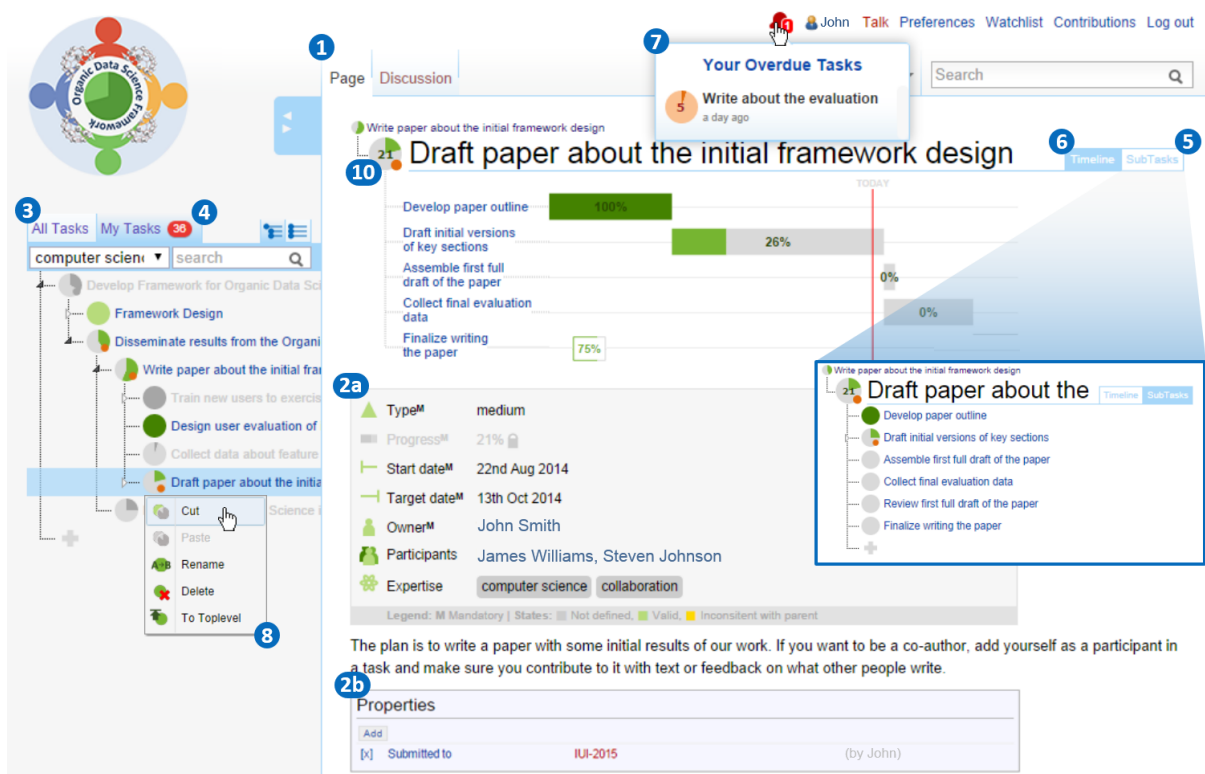 Organic Data Science
Framework
1
John Talk Preferences Watchlist Contributions Log out
1
7
Your Overdue Tasks
5
Write about the evaluation
a day ago
Page Discussion
Search
Write paper about the initial framework design
21
Draft paper about the initial framework design
10
6
Timeline SubTasks
5
TODAY
Develop paper outline
100%
Draft initial versions
of key sections
26%
Assemble first full
draft of the paper
0%
Collect final evaluation
data
0%
Finalize writing
the paper
75%
3
All Tasks My Tasks 36
4
computer scien
search
Develop Framework for Organic Data Sci
Framework Design
Disseminate results from the Organi
Write paper about the initial fra
Train new users to exercis
Design user evaluation of
Collect data about feature
Draft paper about the initia
Science i
Cut
Paste
A B Rename
Delete
To Toplevel
8
Write paper about the initial framework design
21
Draft paper about the
Timeline SubTasks
Develop paper outline
Draft initial versions of key sections
Assemble first full draft of the paper
Collect final evaluation data
Review first full draft of the paper
Finalize writing the paper
2a
Typeᴹ medium
Progressᴹ 21%
Start dateᴹ 22nd Aug 2014
Target dateᴹ 13th Oct 2014
Ownerᴹ John Smith
Participants James Williams, Steven Johnson
Expertise computer science collaboration
Legend: M Mandatory | States: Not defined, Valid, Inconsitent with parent
The plan is to write a paper with some initial results of our work. If you want to be a co-author, add yourself as a participant in
a task and make sure you contribute to it with text or feedback on what other people write.
2b
Properties
Add
[x] Submitted to IUI-2015 (by John)